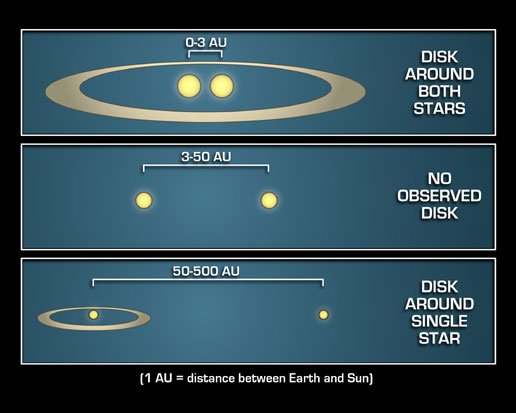 0-3 AU
DISK
AROUND
BOTH
STARS
3-50 AU
NO
OBSERVED
DISK
50-500 AU
DISK
AROUND
SINGLE
STAR
(1 AU = distance between Earth and Sun)